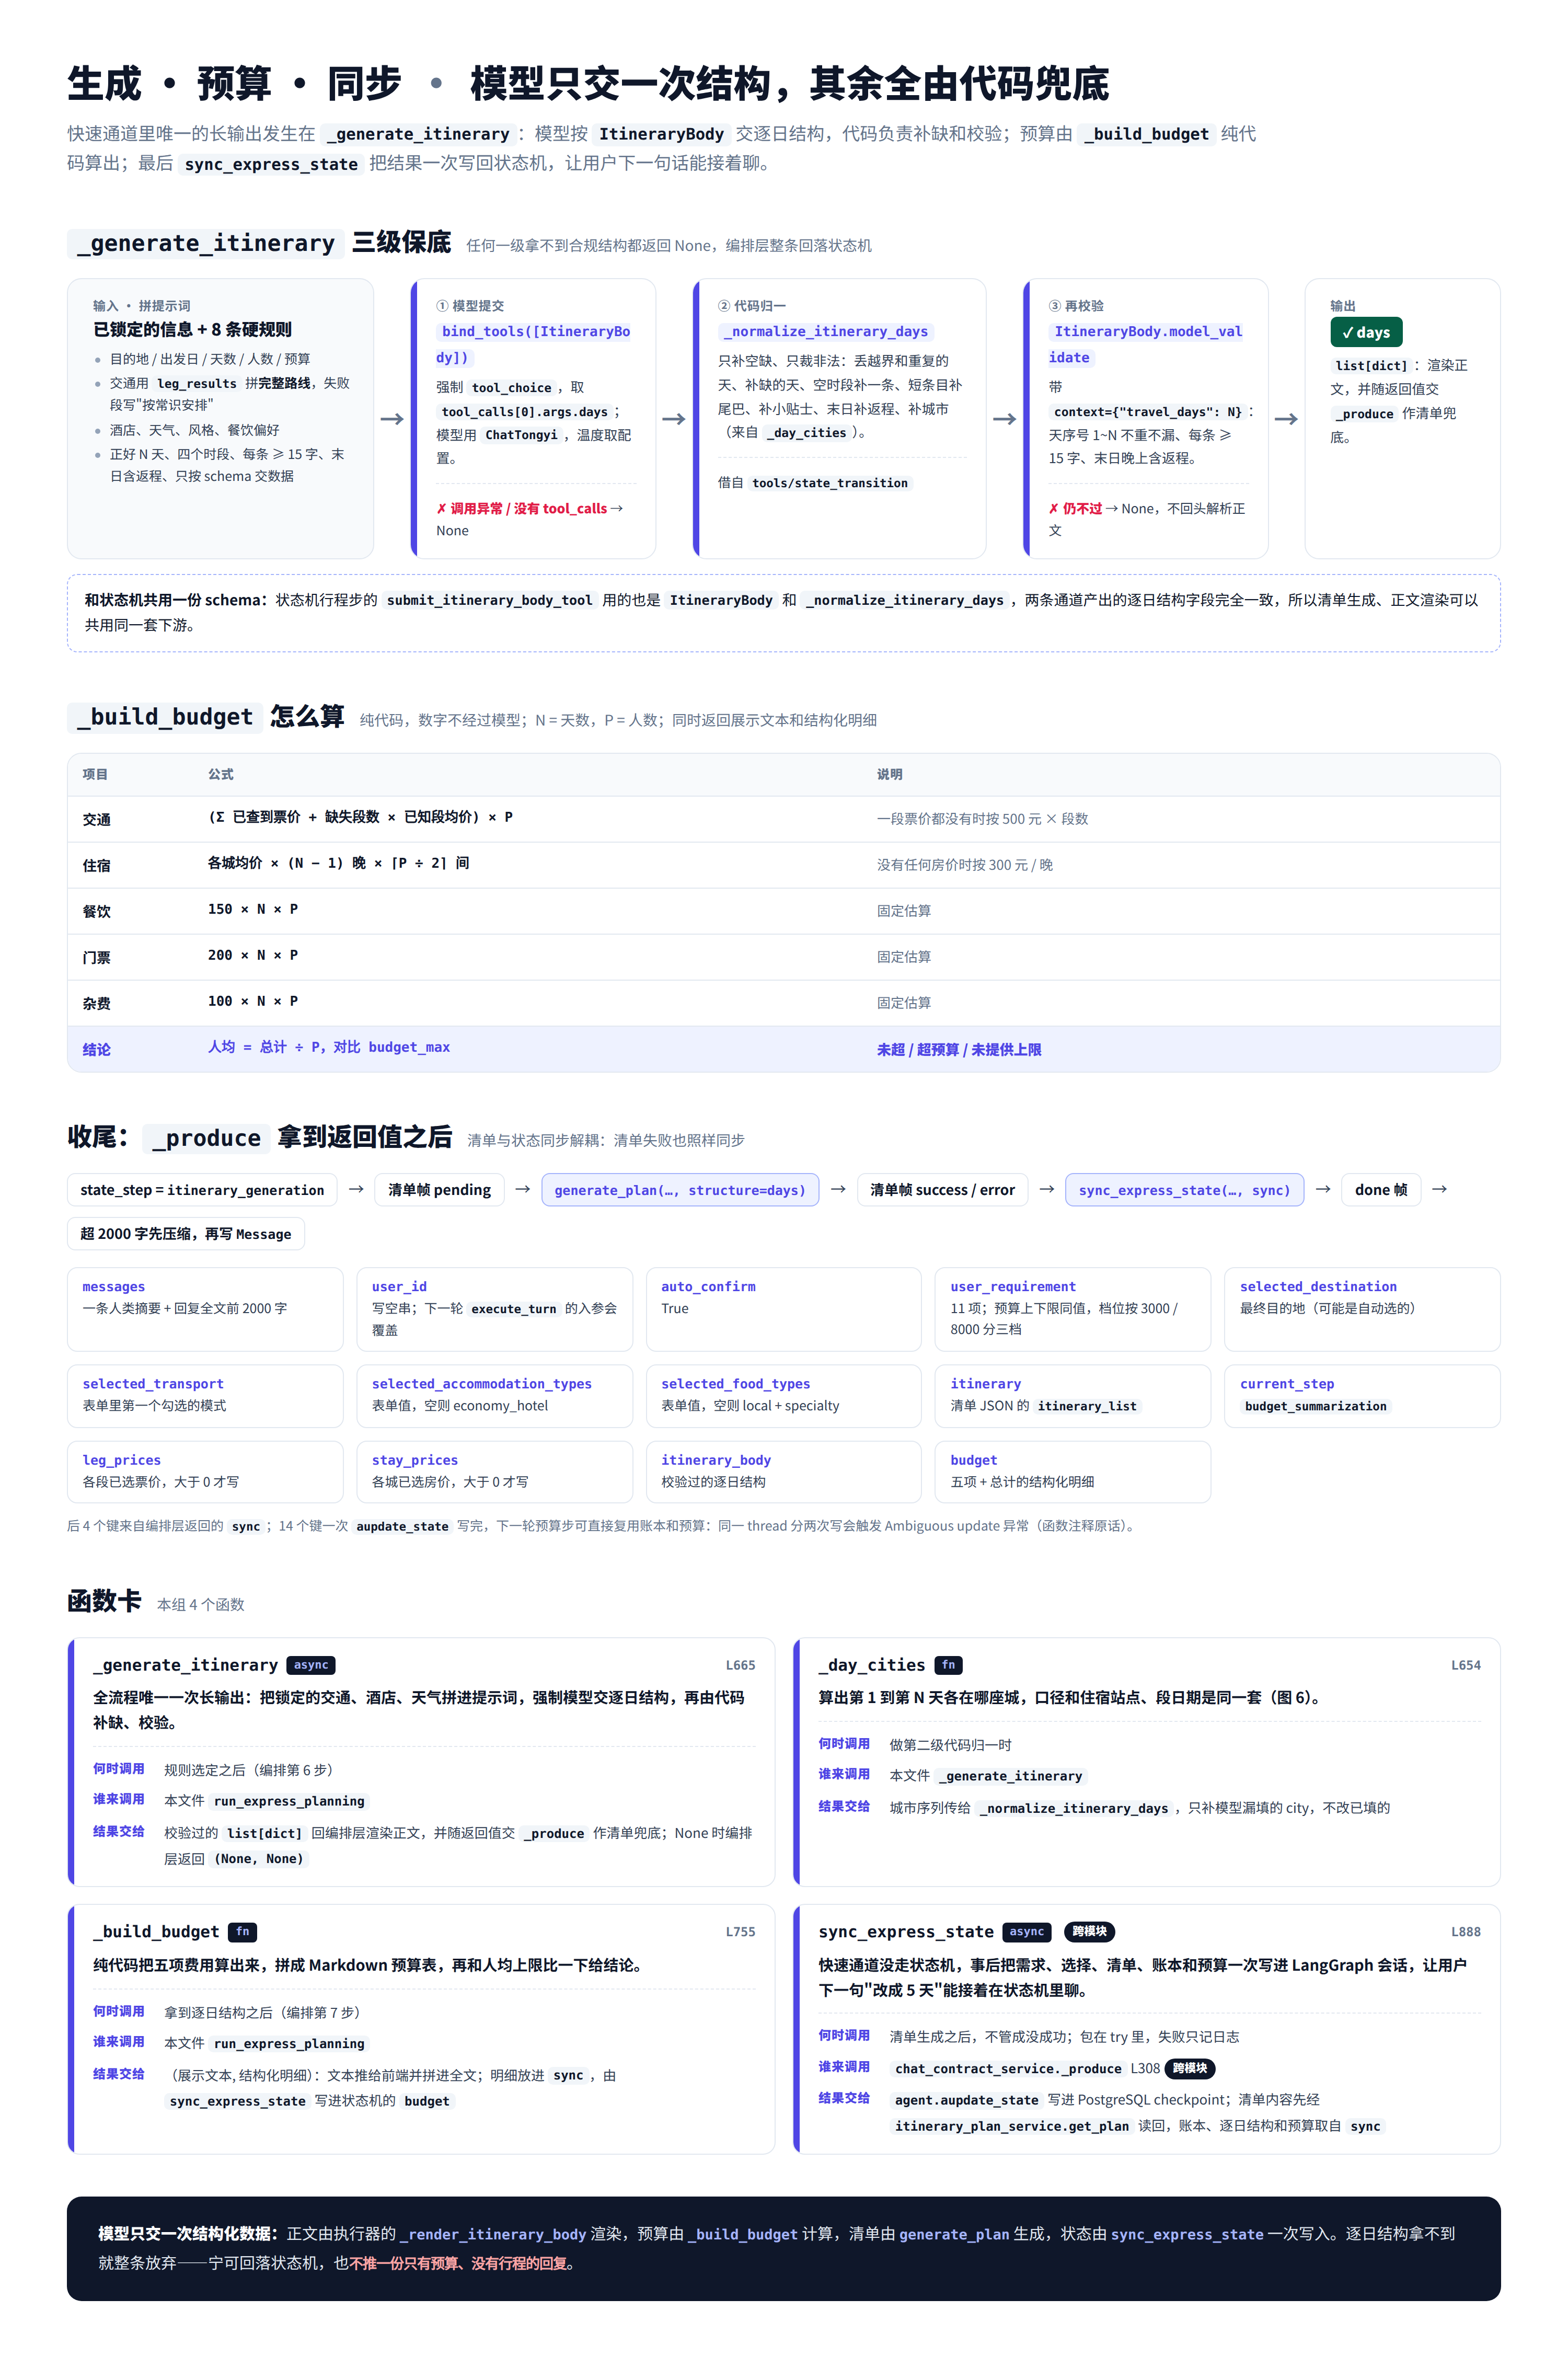 生成 · 预算 · 同步 · 模型只交一次结构，其余全由代码兜底
快速通道里唯一的长输出发生在 _generate_itinerary：模型按 ItineraryBody 交逐日结构，代码负责补缺和校验；预算由 _build_budget 纯代
码算出；最后 sync_express_state 把结果一次写回状态机，让用户下一句话能接着聊。
_generate_itinerary 三级保底 任何一级拿不到合规结构都返回 None，编排层整条回落状态机
输入 · 拼提示词
已锁定的信息 + 8 条硬规则
• 目的地 / 出发日 / 天数 / 人数 / 预算
• 交通用 leg_results 拼完整路线，失败
段写"按常识安排"
• 酒店、天气、风格、餐饮偏好
• 正好 N 天、四个时段、每条 ≥ 15 字、末
日含返程、只按 schema 交数据
→
① 模型提交
bind_tools([ItineraryBo
dy])
强制 tool_choice，取
tool_calls[0].args.days；
模型用 ChatTongyi，温度取配
置。
✗ 调用异常 / 没有 tool_calls →
None
→
② 代码归一
_normalize_itinerary_days
只补空缺、只裁非法：丢越界和重复的
天、补缺的天、空时段补一条、短条目补
尾巴、补小贴士、末日补返程、补城市
（来自 _day_cities）。
借自 tools/state_transition
→
③ 再校验
ItineraryBody.model_val
idate
带
context={"travel_days": N}：
天序号 1~N 不重不漏、每条 ≥
15 字、末日晚上含返程。
✗ 仍不过 → None，不回头解析正
文
→
输出
✓ days
list[dict]：渲染正
文，并随返回值交
_produce 作清单兜
底。
和状态机共用一份 schema：状态机行程步的 submit_itinerary_body_tool 用的也是 ItineraryBody 和 _normalize_itinerary_days，两条通道产出的逐日结构字段完全一致，所以清单生成、正文渲染可以
共用同一套下游。
_build_budget 怎么算 纯代码，数字不经过模型；N = 天数，P = 人数；同时返回展示文本和结构化明细
项目 公式 说明
交通 (Σ 已查到票价 + 缺失段数 × 已知段均价) × P 一段票价都没有时按 500 元 × 段数
住宿 各城均价 × (N − 1) 晚 × ⌈P ÷ 2⌉ 间 没有任何房价时按 300 元 / 晚
餐饮 150 × N × P 固定估算
门票 200 × N × P 固定估算
杂费 100 × N × P 固定估算
结论 人均 = 总计 ÷ P，对比 budget_max 未超 / 超预算 / 未提供上限
收尾：_produce 拿到返回值之后 清单与状态同步解耦：清单失败也照样同步
state_step = itinerary_generation → 清单帧 pending → generate_plan(…, structure=days) → 清单帧 success / error → sync_express_state(…, sync) → done 帧 →
超 2000 字先压缩，再写 Message
messages
一条人类摘要 + 回复全文前 2000 字
user_id
写空串；下一轮 execute_turn 的入参会
覆盖
auto_confirm
True
user_requirement
11 项；预算上下限同值，档位按 3000 /
8000 分三档
selected_destination
最终目的地（可能是自动选的）
selected_transport
表单里第一个勾选的模式
selected_accommodation_types
表单值，空则 economy_hotel
selected_food_types
表单值，空则 local + specialty
itinerary
清单 JSON 的 itinerary_list
current_step
budget_summarization
leg_prices
各段已选票价，大于 0 才写
stay_prices
各城已选房价，大于 0 才写
itinerary_body
校验过的逐日结构
budget
五项 + 总计的结构化明细
后 4 个键来自编排层返回的 sync；14 个键一次 aupdate_state 写完，下一轮预算步可直接复用账本和预算：同一 thread 分两次写会触发 Ambiguous update 异常（函数注释原话）。
函数卡 本组 4 个函数
_generate_itinerary async L665
全流程唯一一次长输出：把锁定的交通、酒店、天气拼进提示词，强制模型交逐日结构，再由代码
补缺、校验。
何时调用 规则选定之后（编排第 6 步）
谁来调用 本文件 run_express_planning
结果交给 校验过的 list[dict] 回编排层渲染正文，并随返回值交 _produce 作清单兜底；None 时编排
层返回 (None, None)
_day_cities fn L654
算出第 1 到第 N 天各在哪座城，口径和住宿站点、段日期是同一套（图 6）。
何时调用 做第二级代码归一时
谁来调用 本文件 _generate_itinerary
结果交给 城市序列传给 _normalize_itinerary_days，只补模型漏填的 city，不改已填的
_build_budget fn L755
纯代码把五项费用算出来，拼成 Markdown 预算表，再和人均上限比一下给结论。
何时调用 拿到逐日结构之后（编排第 7 步）
谁来调用 本文件 run_express_planning
结果交给 （展示文本, 结构化明细）：文本推给前端并拼进全文；明细放进 sync，由
sync_express_state 写进状态机的 budget
sync_express_state async 跨模块 L888
快速通道没走状态机，事后把需求、选择、清单、账本和预算一次写进 LangGraph 会话，让用户
下一句"改成 5 天"能接着在状态机里聊。
何时调用 清单生成之后，不管成没成功；包在 try 里，失败只记日志
谁来调用 chat_contract_service._produce L308 跨模块
结果交给 agent.aupdate_state 写进 PostgreSQL checkpoint；清单内容先经
itinerary_plan_service.get_plan 读回，账本、逐日结构和预算取自 sync
模型只交一次结构化数据：正文由执行器的 _render_itinerary_body 渲染，预算由 _build_budget 计算，清单由 generate_plan 生成，状态由 sync_express_state 一次写入。逐日结构拿不到
就整条放弃——宁可回落状态机，也不推一份只有预算、没有行程的回复。